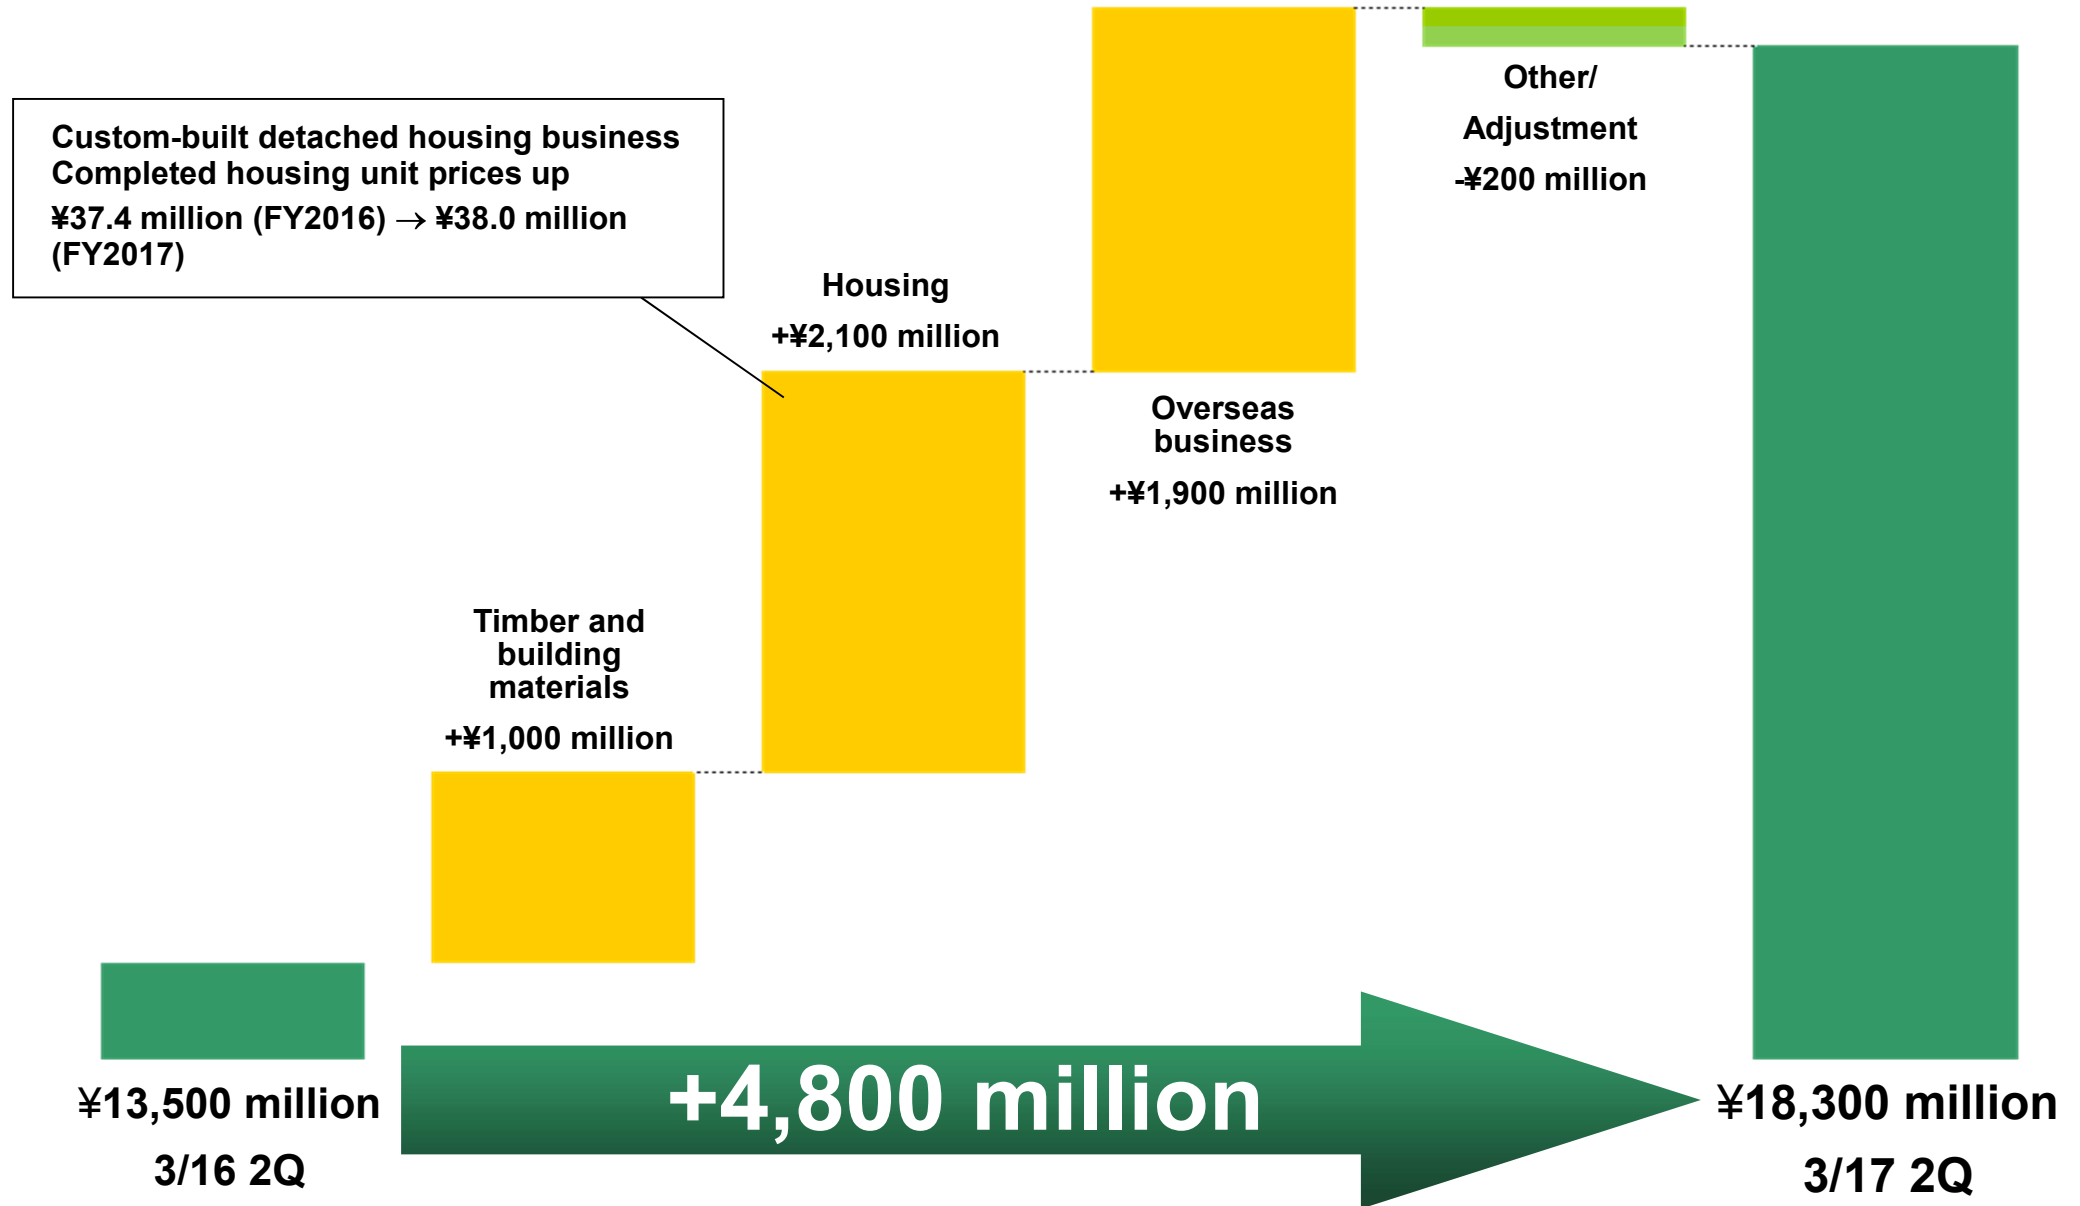 Custom-built detached housing business
Completed housing unit prices up
¥37.4 million (FY2016) → ¥38.0 million
(FY2017)
Timber and
building
materials
+¥1,000 million
Housing
+¥2,100 million
Overseas
business
+¥1,900 million
Other/
Adjustment
-¥200 million
¥13,500 million
3/16 2Q
+4,800 million
¥18,300 million
3/17 2Q